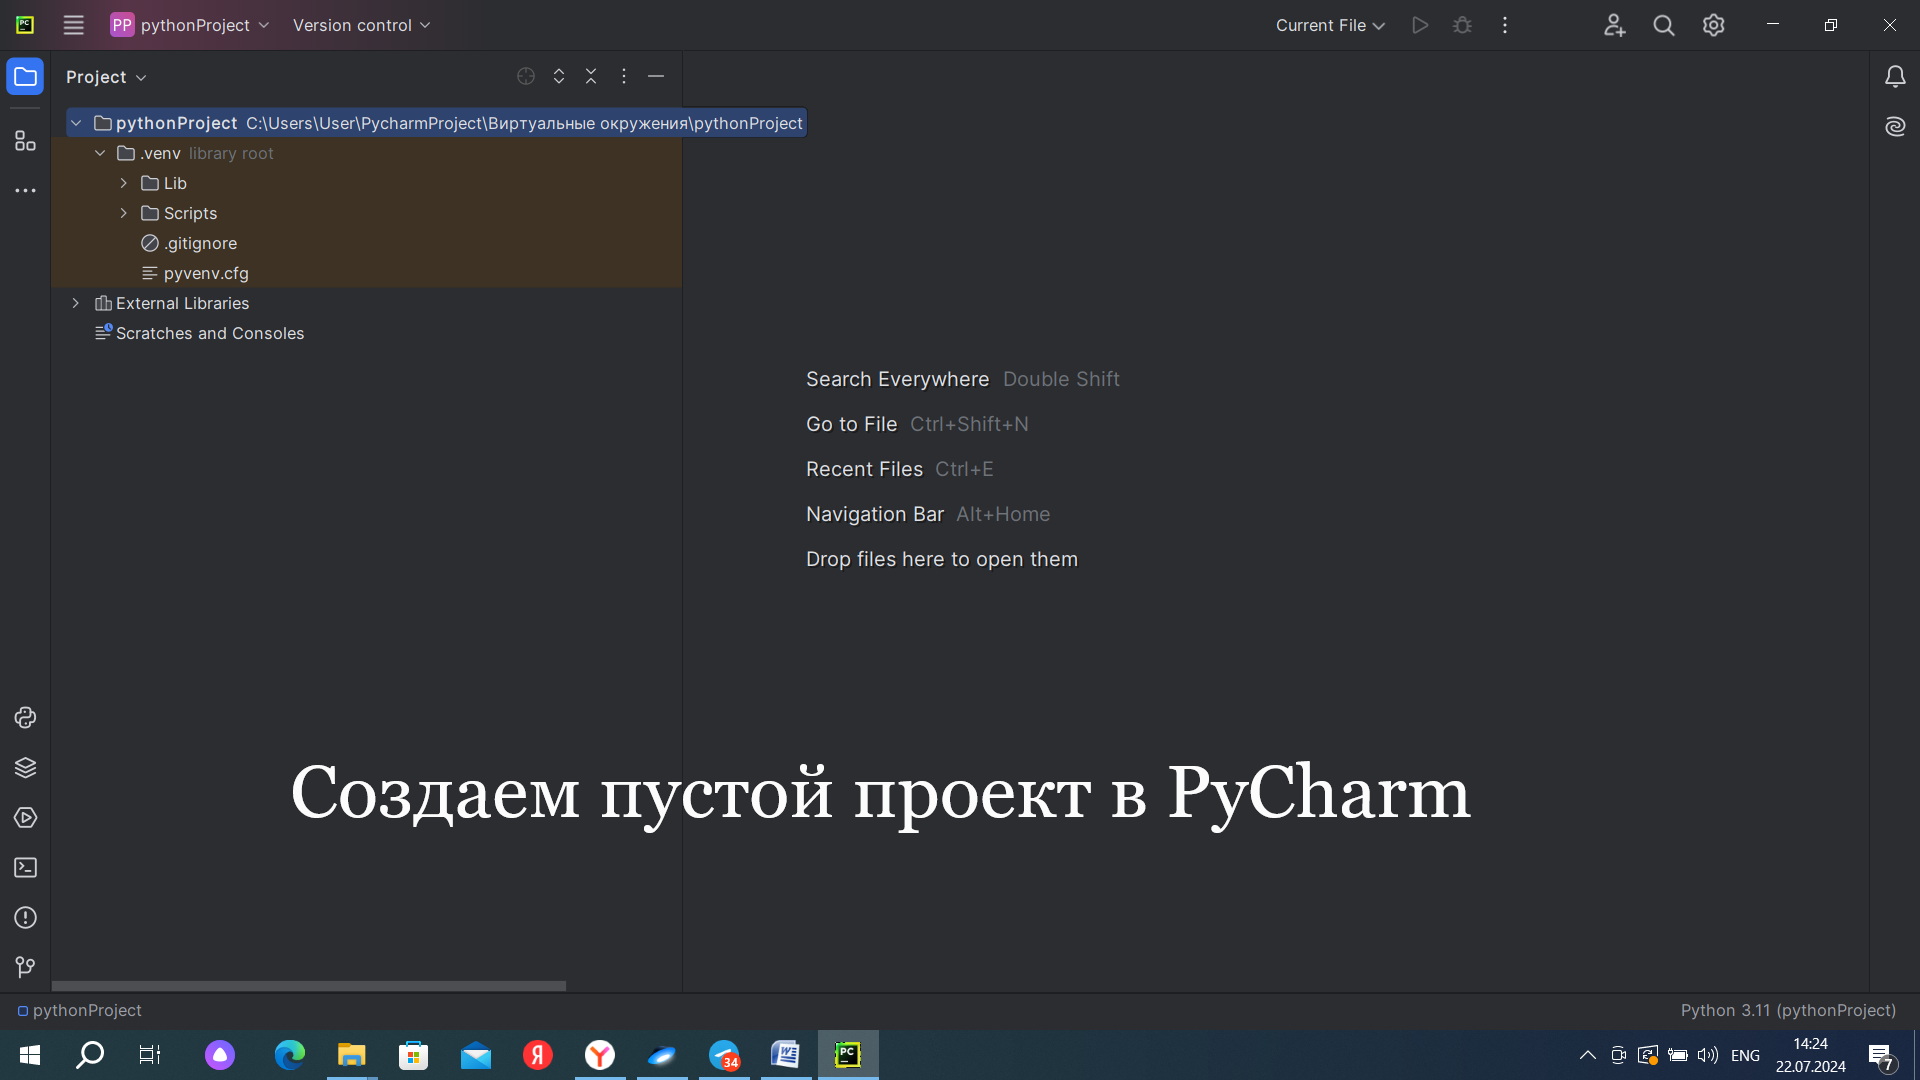 PC
PP pythonProject Version control
Current File
Project
pythonProject C:\Users\User\PycharmProject\Виртуальные окружения\pythonProject
.venv library root
Lib
Scripts
.gitignore
pyvenv.cfg
External Libraries
Scratches and Consoles
Search Everywhere Double Shift
Go to File Ctrl+Shift+N
Recent Files Ctrl+E
Navigation Bar Alt+Home
Drop files here to open them
Создаем пустой проект в PyCharm
pythonProject
Python 3.11 (pythonProject)
Я
Y
34
W
PC
ENG
14:24
22.07.2024
7